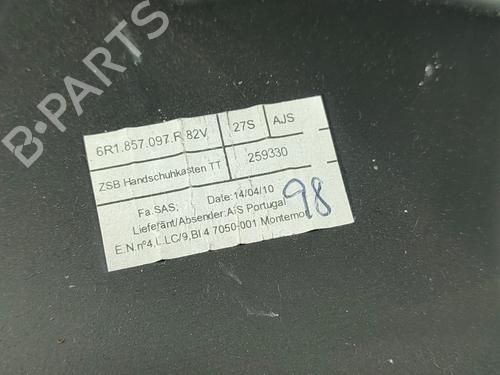 B-PARTS
6R1.857.097.R 82V 27S AJS
ZSB Handschuhkasten TT 259330
Fa.SAS; Date:14/04/10
Lieferant/Absender:AIS Portugal
E.N.nº4,L.LC/9,Bl 4 7050-001 Montemor
98